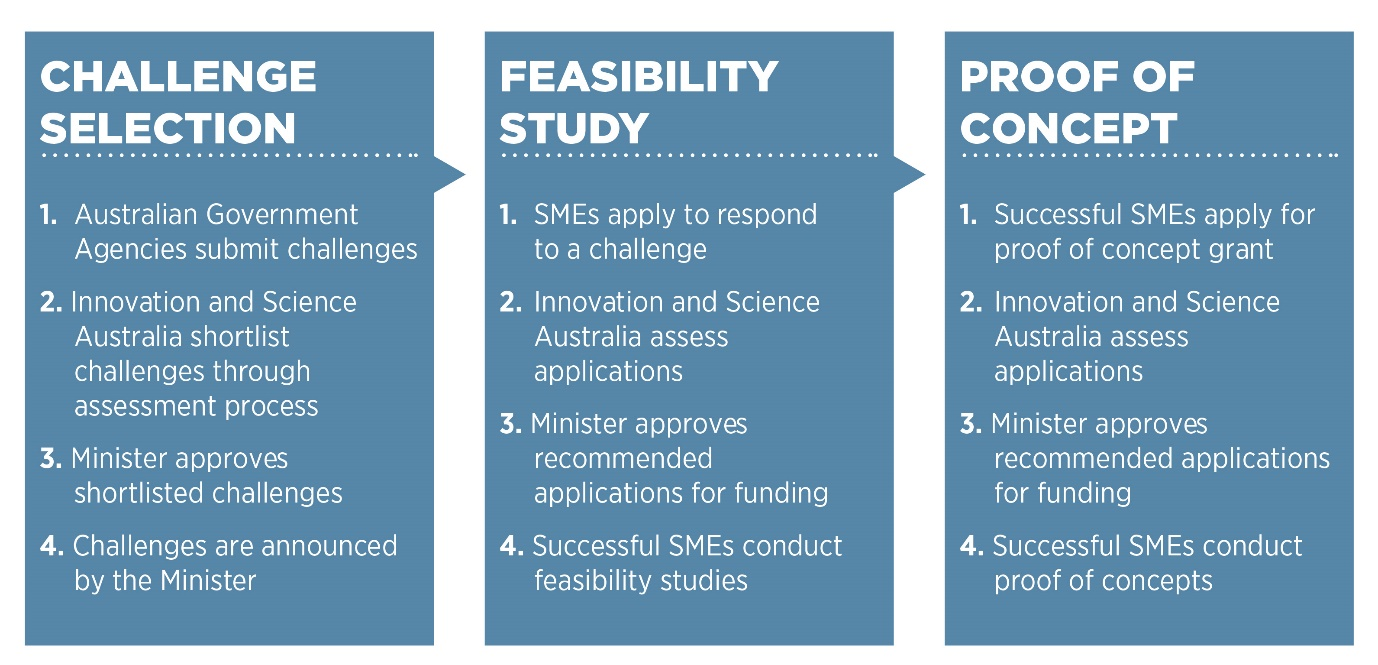 CHALLENGE
SELECTION
1. Australian Government
Agencies submit challenges
2. Innovation and Science
Australia shortlist
challenges through
assessment process
3. Minister approves
shortlisted challenges
4. Challenges are announced
by the Minister
FEASIBILITY
STUDY
1. SMEs apply to respond
to a challenge
2. Innovation and Science
Australia assess
applications
3. Minister approves
recommended
applications for funding
4. Successful SMEs conduct
feasibility studies
PROOF OF
CONCEPT
1. Successful SMEs apply for
proof of concept grant
2. Innovation and Science
Australia assess
applications
3. Minister approves
recommended applications
for funding
4. Successful SMEs conduct
proof of concepts